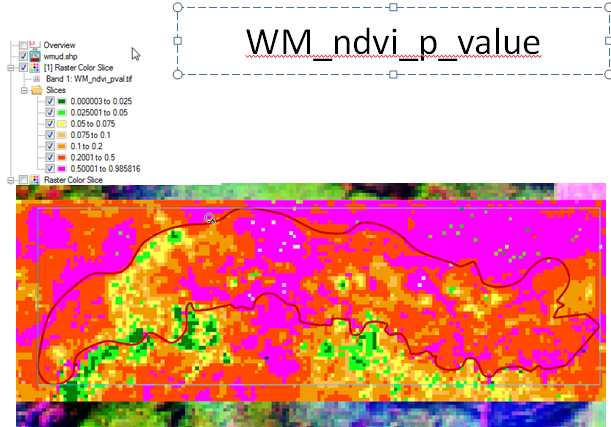 WM_ndvi_p_value
Overview
wmud.shp
[1] Raster Color Slice
Band 1: WM_ndvi_pval.tif
Slices
0.000003 to 0.025
0.025001 to 0.05
0.05 to 0.075
0.075 to 0.1
0.1 to 0.2
0.2001 to 0.5
0.50001 to 0.985816
Raster Color Slice